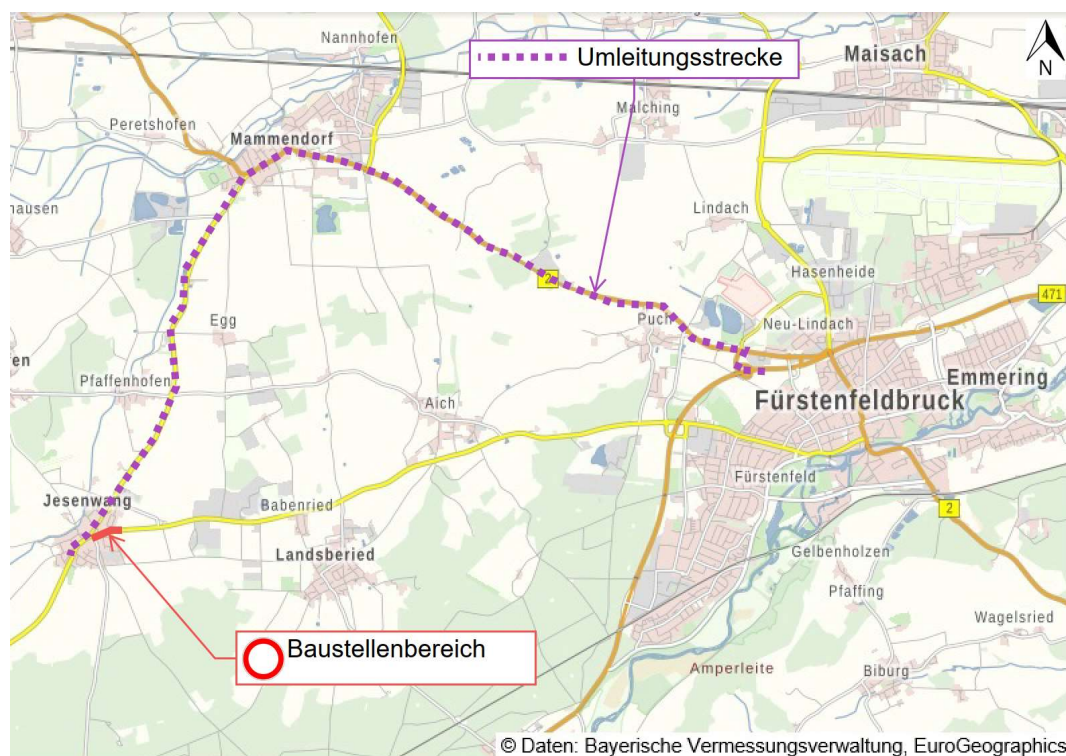 Nannhofen
Umleitungsstrecke
Maisach
N
Malching
Peretshofen
Mammendorf
hausen
Lindach
Hasenheide
2
471
Egg
Puch
Neu-Lindach
en
Pfaffenhofen
Aich
Emmering
Fürstenfeldbruck
Fürstenfeld
Jesenwang
Babenried
2
Landsberied
Gelbenholzen
Pfaffing
Wagelsried
Baustellenbereich
Amperleite
Biburg
© Daten: Bayerische Vermessungsverwaltung, EuroGeographics